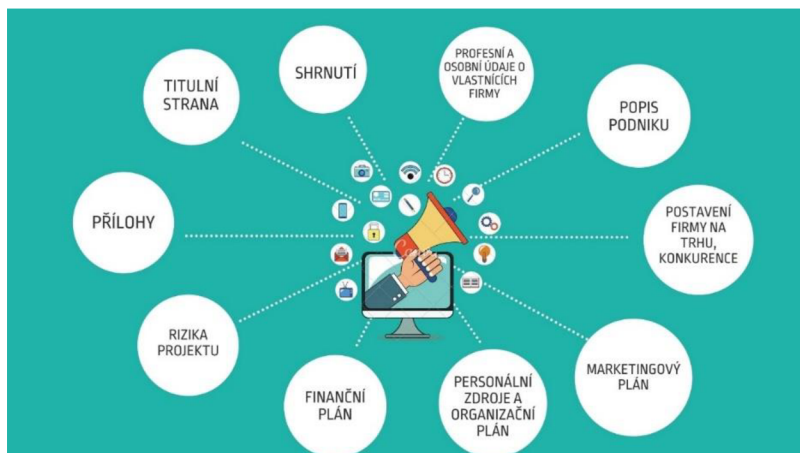 TITULNÍ
STRANA
SHRNUTÍ
PROFESNÍ A
OSOBNÍ ÚDAJE O
VLASTNÍCÍCH
FIRMY
POPIS
PODNIKU
POSTAVENÍ
FIRMY NA
TRHU,
KONKURENCE
MARKETINGOVÝ
PLÁN
PERSONÁLNÍ
ZDROJE A
ORGANIZAČNÍ
PLÁN
FINANČNÍ
PLÁN
RIZIKA
PROJEKTU
PŘÍLOHY